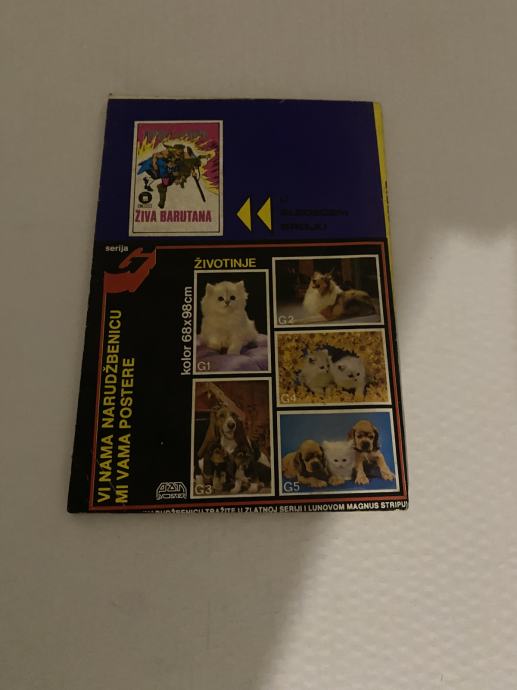 ŽIVA BARUTANA
U
SLEDEĆEM
BROJU
serija
G
ŽIVOTINJE
kolor 68x98cm
VI NAMA NARUDŽBENICU
MI VAMA POSTERE
G1
G2
G3
G4
G5
NARUDŽBENICU TRAŽITE U ZLATNOJ SERIJI I LUNOVOM MAGNUS STRIPU